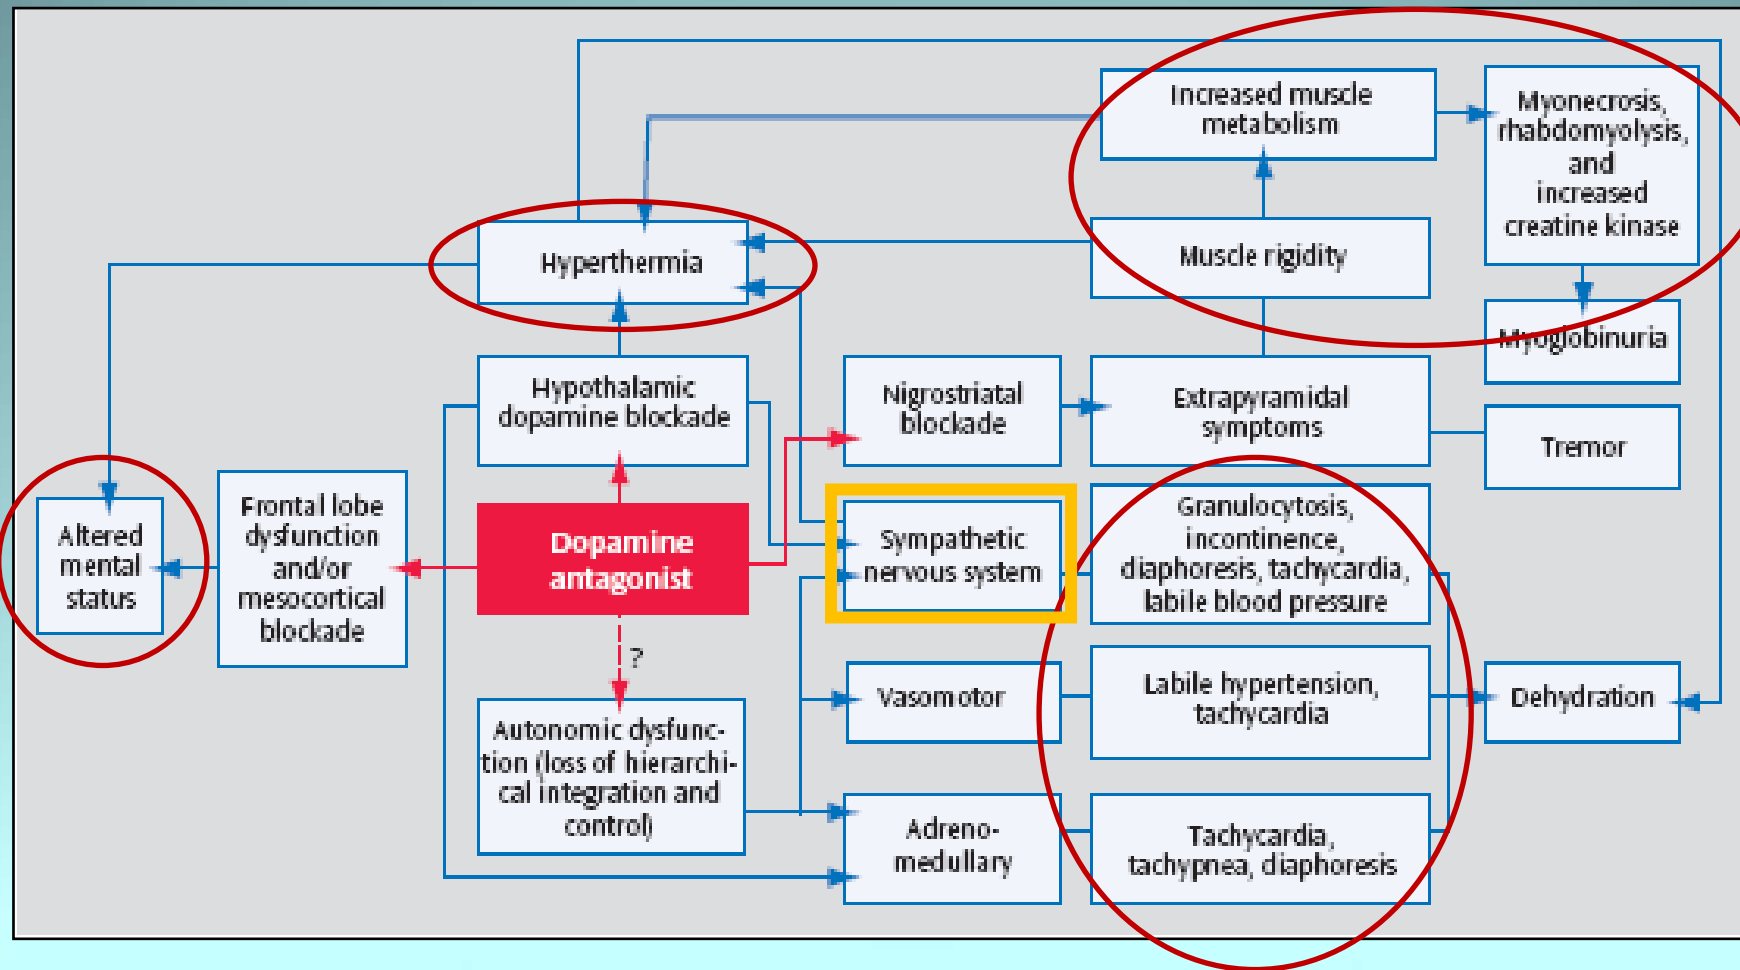 Increased muscle
metabolism
Myonecrosis,
rhabdomyolysis,
and
increased
creatine kinase
Hyperthermia
Muscle rigidity
Myoglobinuria
Hypothalamic
dopamine blockade
Nigrostriatal
blockade
Extrapyramidal
symptoms
Tremor
Altered
mental
status
Frontal lobe
dysfunction
and/or
mesocortical
blockade
Dopamine
antagonist
Sympathetic
nervous system
Granulocytosis,
incontinence,
diaphoresis, tachycardia,
labile blood pressure
?
Autonomic dysfunc-
tion (loss of hierarchi-
cal integration and
control)
Vasomotor
Labile hypertension,
tachycardia
Dehydration
Adreno-
medullary
Tachycardia,
tachypnea, diaphoresis